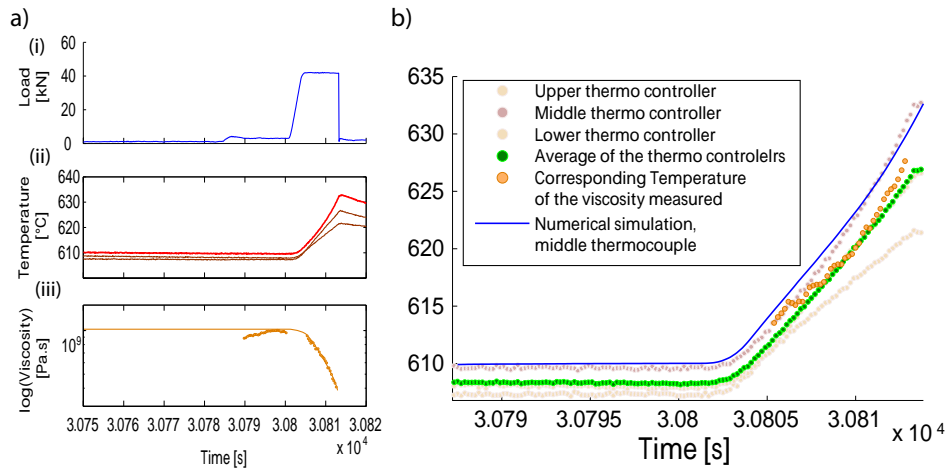 a)
(i)
60
40
20
0
Load
[kN]
(ii)
640
630
620
610
Temperature
[°C]
(iii)
10^9
log(Viscosity)
[Pa.s]
3.075 3.076 3.077 3.078 3.079 3.08 3.081 3.082
x 10^4
Time [s]
b)
635
630
625
620
615
610
Upper thermo controller
Middle thermo controller
Lower thermo controller
Average of the thermo controlelrs
Corresponding Temperature
of the viscosity measured
Numerical simulation,
middle thermocouple
3.079 3.0795 3.08 3.0805 3.081
x 10^4
Time [s]